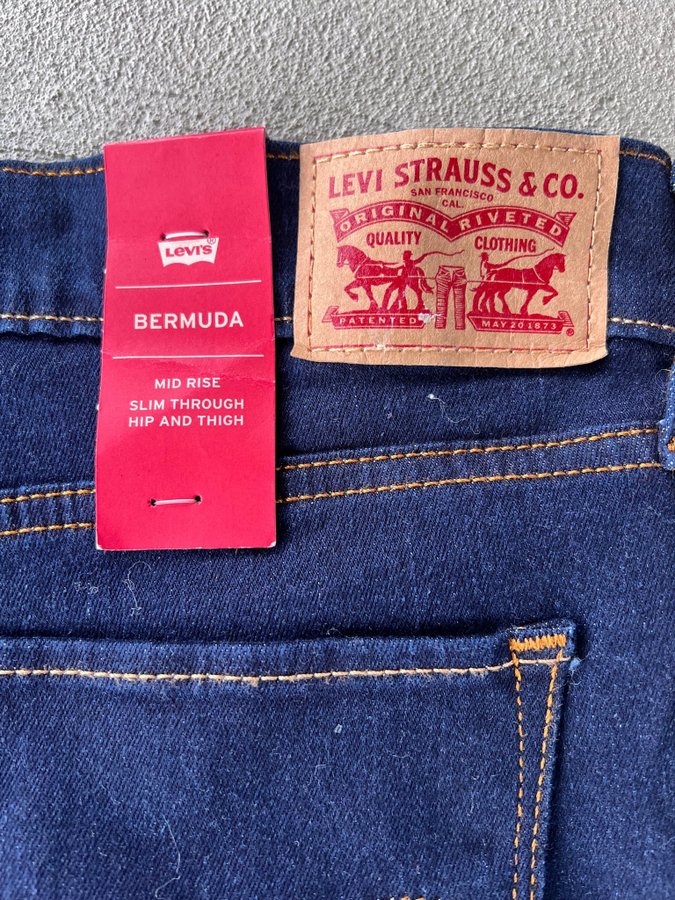 LEVI'S®
BERMUDA
MID RISE
SLIM THROUGH
HIP AND THIGH
LEVI STRAUSS & CO.
SAN FRANCISCO
CAL.
ORIGINAL RIVETED
QUALITY CLOTHING
PATENTED MAY 20 1873
®